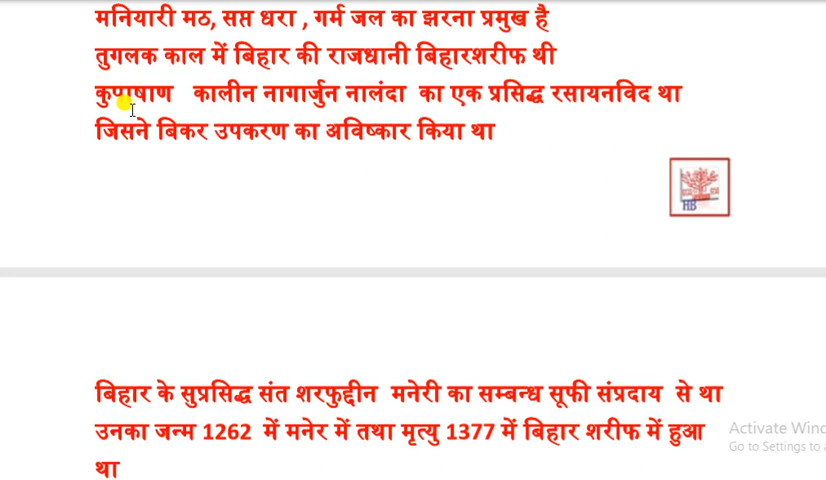 मनियारी मठ, सप्त धरा , गर्म जल का झरना प्रमुख है
तुगलक काल में बिहार की राजधानी बिहारशरीफ थी
कालीन नागार्जुन नालंदा का एक प्रसिद्ध रसायनविद था
जिसने बिकर उपकरण का अविष्कार किया था
HB
बिहार के सुप्रसिद्ध संत शरफुद्दीन मनेरी का सम्बन्ध सूफी संप्रदाय से था
उनका जन्म 1262 में मनेर में तथा मृत्यु 1377 में बिहार शरीफ में हुआ
था
Activate
Go to Settings to